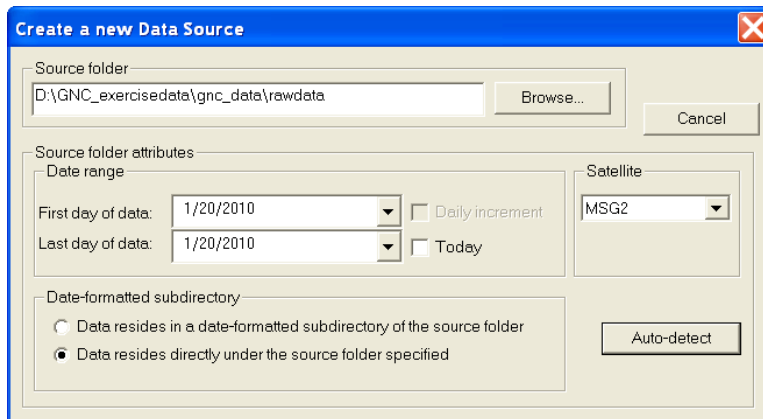 Create a new Data Source
Source folder
D:\GNC_exercisedata\gnc_data\rawdata
Browse...
Cancel
Source folder attributes
Date range
First day of data:
1/20/2010
Daily increment
Last day of data:
1/20/2010
Today
Satellite
MSG2
Date-formatted subdirectory
Data resides in a date-formatted subdirectory of the source folder
Data resides directly under the source folder specified
Auto-detect